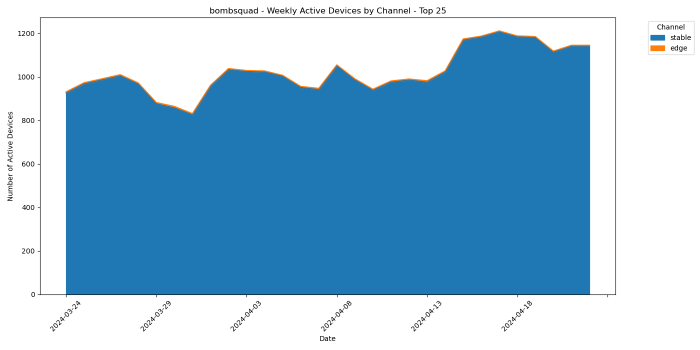 bombsquad - Weekly Active Devices by Channel - Top 25
Channel
stable
edge
Number of Active Devices
1200
1000
800
600
400
200
0
2024-03-24
2024-03-29
2024-04-03
2024-04-08
2024-04-13
2024-04-18
Date